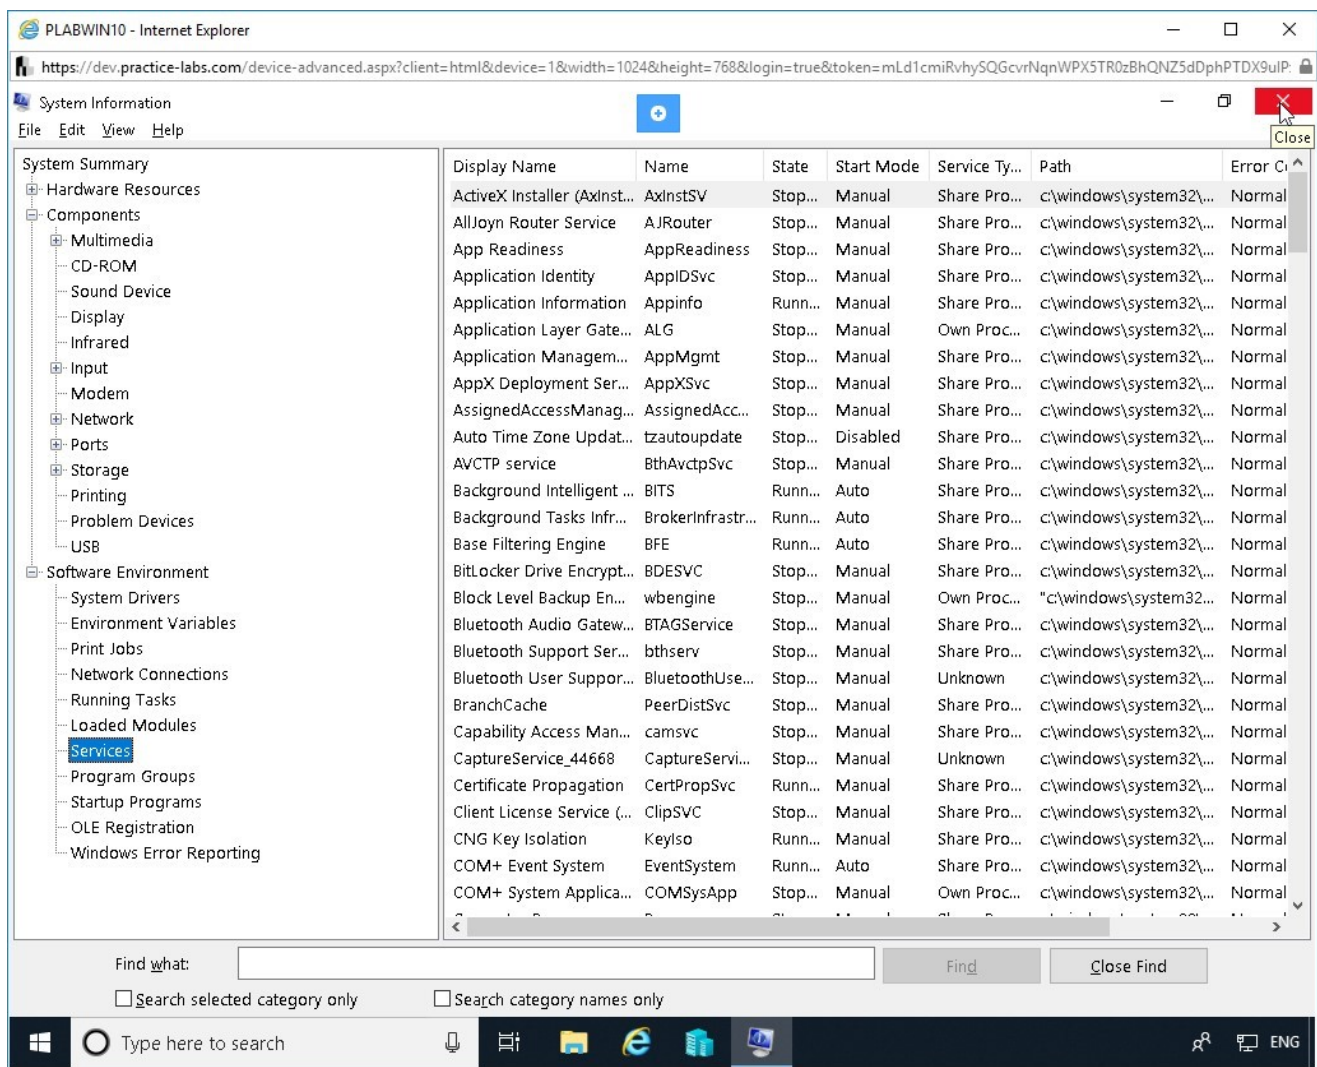 PLABWIN10 - Internet Explorer
https://dev.practice-labs.com/device-advanced.aspx?client=html&device=1&width=1024&height=768&login=true&token=mLd1cmiRvhySQGcvrNqnWPX5TR0zBhQNZ5dDphPTDX9uIP:
System Information
File Edit View Help
Close
System Summary
Hardware Resources
Components
Multimedia
CD-ROM
Sound Device
Display
Infrared
Input
Modem
Network
Ports
Storage
Printing
Problem Devices
USB
Software Environment
System Drivers
Environment Variables
Print Jobs
Network Connections
Running Tasks
Loaded Modules
Services
Program Groups
Startup Programs
OLE Registration
Windows Error Reporting
Display Name Name State Start Mode Service Ty... Path Error C
ActiveX Installer (AxInst... AxInstSV Stop... Manual Share Pro... c:\windows\system32\... Normal
AllJoyn Router Service AJRouter Stop... Manual Share Pro... c:\windows\system32\... Normal
App Readiness AppReadiness Stop... Manual Share Pro... c:\windows\system32\... Normal
Application Identity AppIDSvc Stop... Manual Share Pro... c:\windows\system32\... Normal
Application Information Appinfo Runn... Manual Share Pro... c:\windows\system32\... Normal
Application Layer Gate... ALG Stop... Manual Own Proc... c:\windows\system32\... Normal
Application Managem... AppMgmt Stop... Manual Share Pro... c:\windows\system32\... Normal
AppX Deployment Ser... AppXSvc Stop... Manual Share Pro... c:\windows\system32\... Normal
AssignedAccessManag... AssignedAcc... Stop... Manual Share Pro... c:\windows\system32\... Normal
Auto Time Zone Updat... tzautoupdate Stop... Disabled Share Pro... c:\windows\system32\... Normal
AVCTP service BthAvctpSvc Stop... Manual Share Pro... c:\windows\system32\... Normal
Background Intelligent ... BITS Runn... Auto Share Pro... c:\windows\system32\... Normal
Background Tasks Infr... BrokerInfrastr... Runn... Auto Share Pro... c:\windows\system32\... Normal
Base Filtering Engine BFE Runn... Auto Share Pro... c:\windows\system32\... Normal
BitLocker Drive Encrypt... BDESVC Stop... Manual Share Pro... c:\windows\system32\... Normal
Block Level Backup En... wbengine Stop... Manual Own Proc... "c:\windows\system32... Normal
Bluetooth Audio Gatew... BTAGService Stop... Manual Share Pro... c:\windows\system32\... Normal
Bluetooth Support Ser... bthserv Stop... Manual Share Pro... c:\windows\system32\... Normal
Bluetooth User Suppor... BluetoothUse... Stop... Manual Unknown c:\windows\system32\... Normal
BranchCache PeerDistSvc Stop... Manual Share Pro... c:\windows\system32\... Normal
Capability Access Man... camsvc Stop... Manual Share Pro... c:\windows\system32\... Normal
CaptureService_44668 CaptureServi... Stop... Manual Unknown c:\windows\system32\... Normal
Certificate Propagation CertPropSvc Runn... Manual Share Pro... c:\windows\system32\... Normal
Client License Service (... ClipSVC Stop... Manual Share Pro... c:\windows\system32\... Normal
CNG Key Isolation KeyIso Runn... Manual Share Pro... c:\windows\system32\... Normal
COM+ Event System EventSystem Runn... Auto Share Pro... c:\windows\system32\... Normal
COM+ System Applica... COMSysApp Stop... Manual Own Proc... c:\windows\system32\... Normal
Find what:
Find
Close Find
Search selected category only
Search category names only
Type here to search
ENG